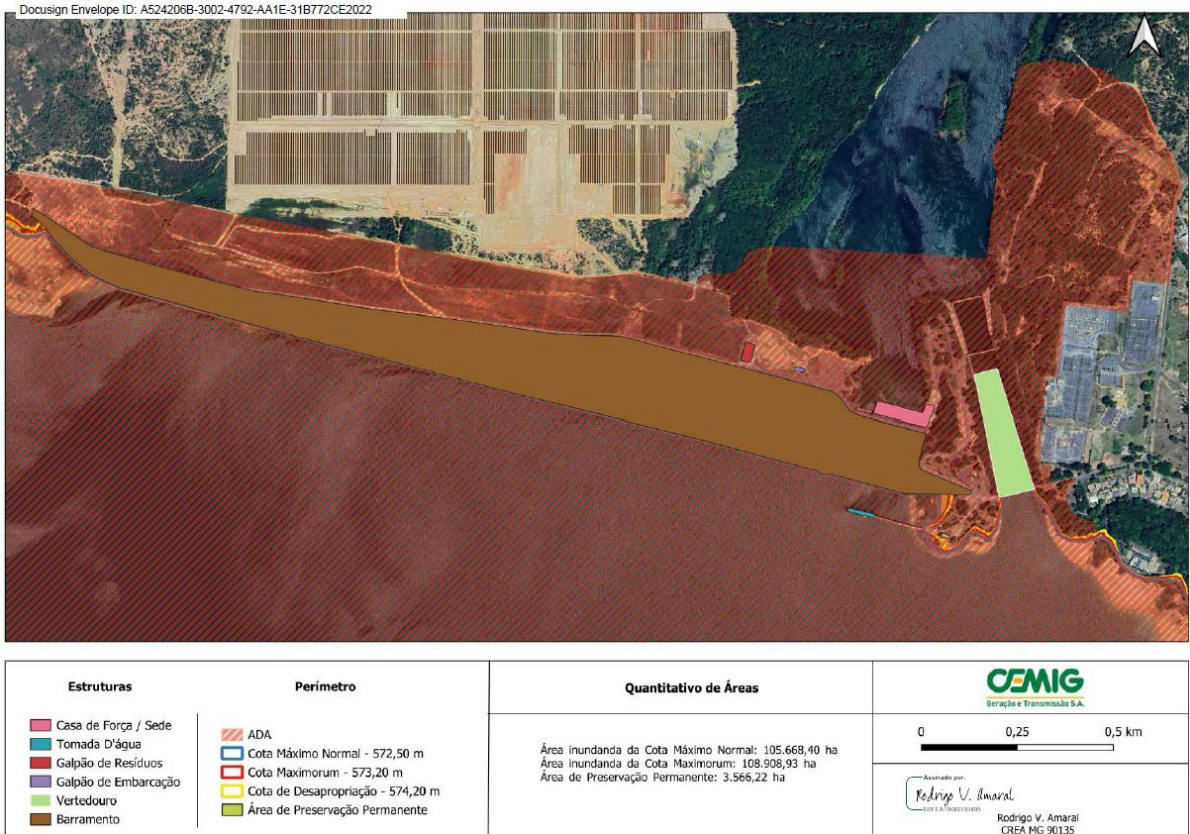 Docusign Envelope ID: A524206B-3002-4792-AA1E-31B772CE2022
Estruturas
Casa de Força / Sede
Tomada D'água
Galpão de Resíduos
Galpão de Embarcação
Vertedouro
Barramento
Perímetro
ADA
Cota Máximo Normal - 572,50 m
Cota Maximorum - 573,20 m
Cota de Desapropriação - 574,20 m
Área de Preservação Permanente
Quantitativo de Áreas
Área inundanda da Cota Máximo Normal: 105.668,40 ha
Área inundanda da Cota Maximorum: 108.908,93 ha
Área de Preservação Permanente: 3.566,22 ha
CEMIG
Geração e Transmissão S.A.
0 0,25 0,5 km
Assinado por:
Rodrigo V. Amaral
Rodrigo V. Amaral
CREA MG 90135